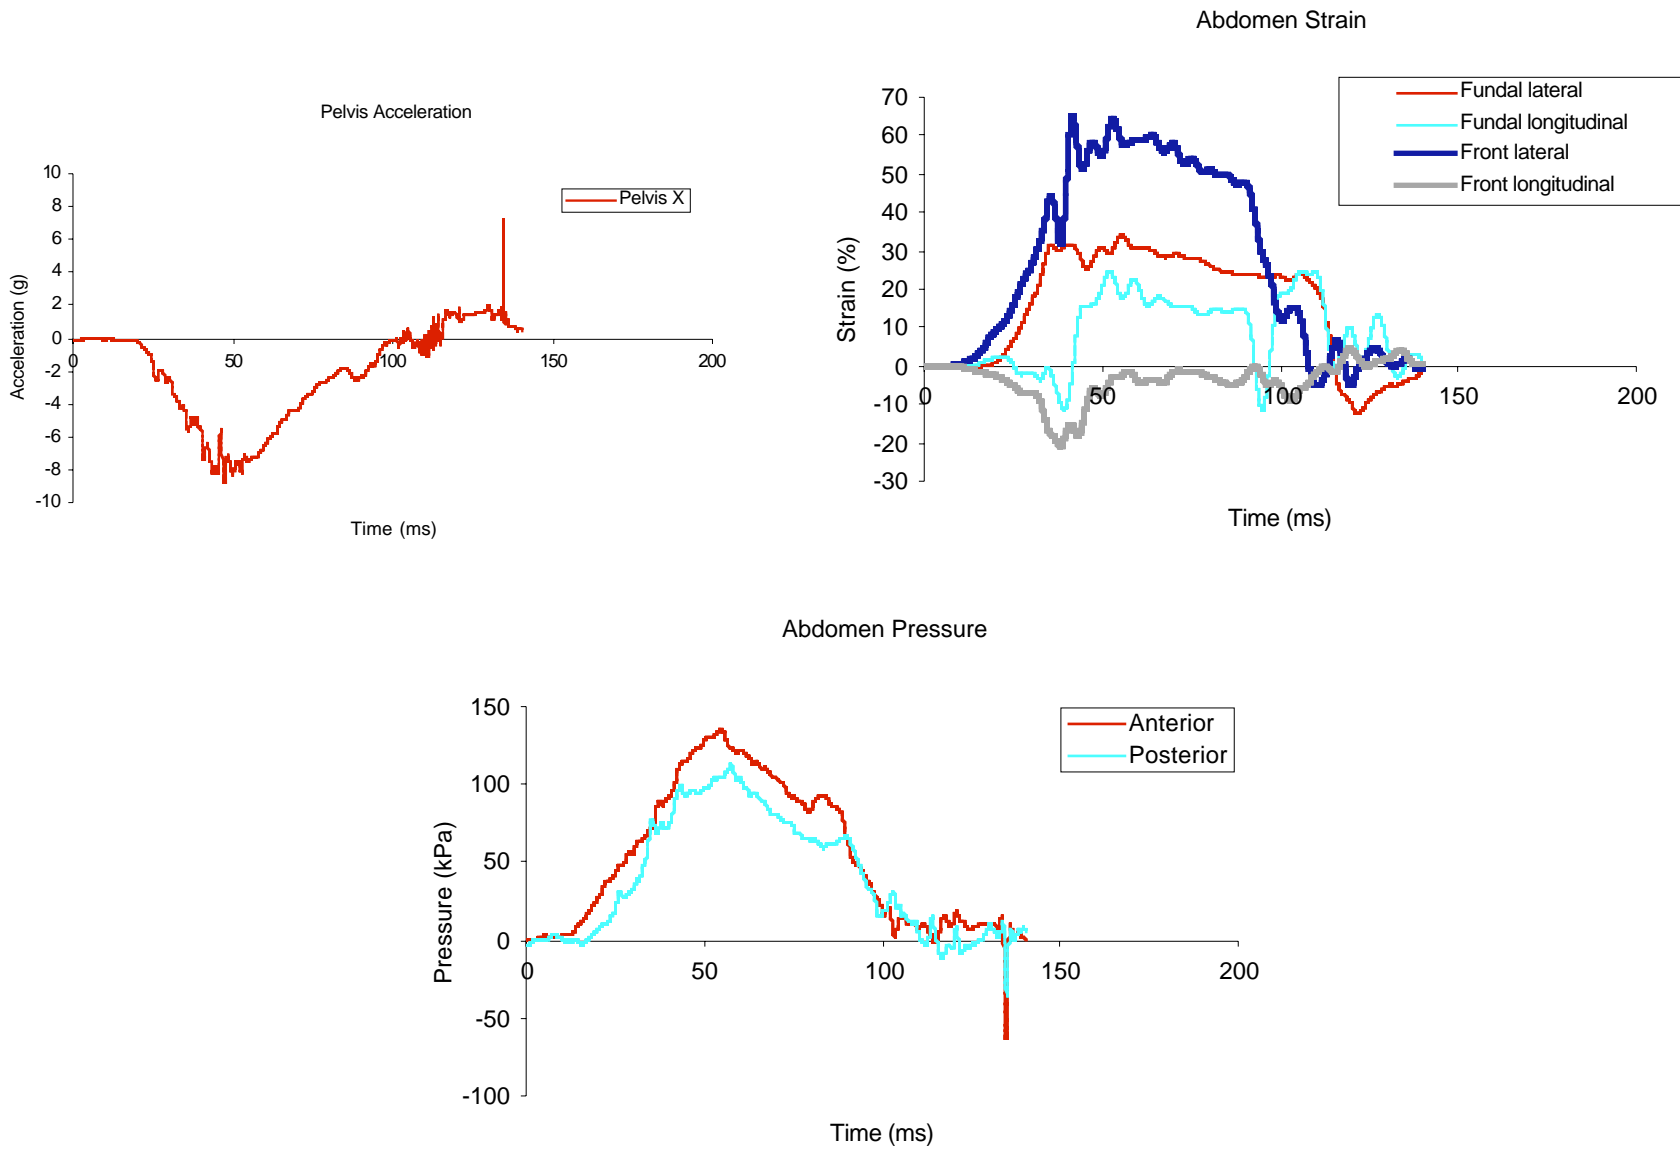 Abdomen Strain
Pelvis Acceleration
10
8
6
4
2
0
-2
-4
-6
-8
-10
0
50
100
150
200
Acceleration (g)
Time (ms)
Pelvis X
70
60
50
40
30
20
10
0
-10
-20
-30
0
50
100
150
200
Strain (%)
Time (ms)
Fundal lateral
Fundal longitudinal
Front lateral
Front longitudinal
Abdomen Pressure
150
100
50
0
-50
-100
0
50
100
150
200
Pressure (kPa)
Time (ms)
Anterior
Posterior